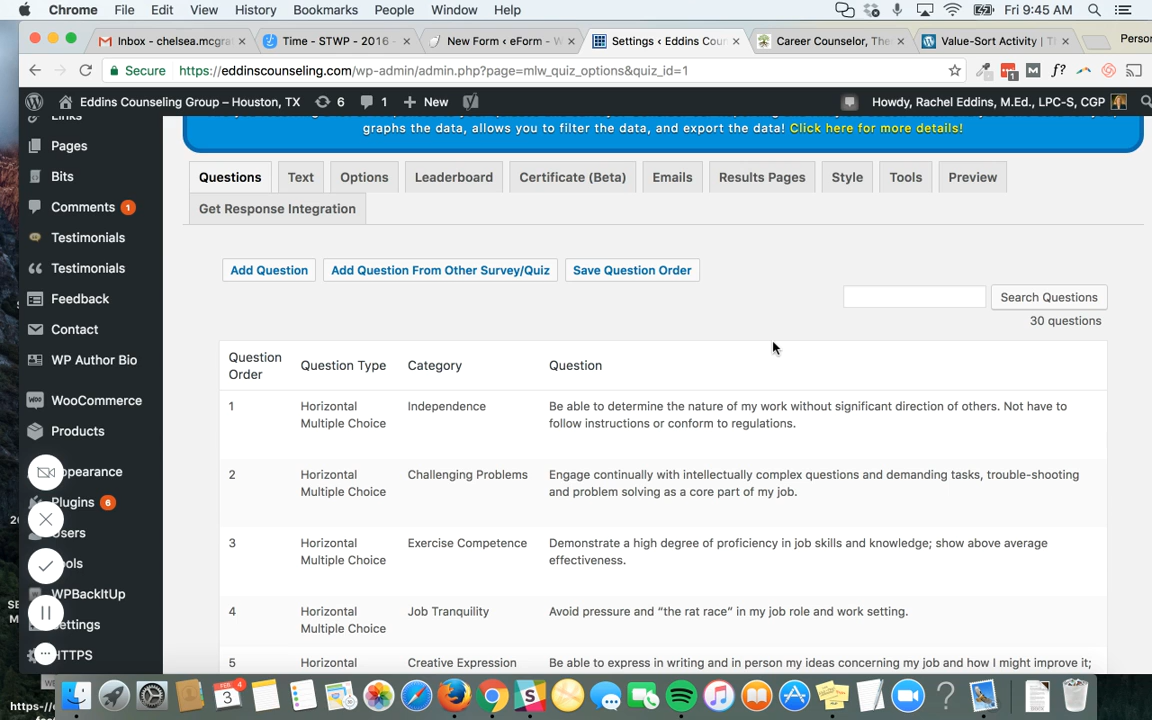 Chrome File Edit View History Bookmarks People Window Help Fri 9:45 AM
Inbox - chelsea.mcgra
Time - STWP - 2016 -
New Form ‹ eForm - W
Settings ‹ Eddins Cou
Career Counselor, The
Value-Sort Activity | T
Person
Secure https://eddinscounseling.com/wp-admin/admin.php?page=mlw_quiz_options&quiz_id=1
Eddins Counseling Group – Houston, TX 6 1 + New Howdy, Rachel Eddins, M.Ed., LPC-S, CGP
Links
Pages
Bits
Comments 1
Testimonials
Testimonials
Feedback
Contact
WP Author Bio
WooCommerce
Products
ppearance
Plugins 6
sers
ols
WPBackItUp
ettings
HTTPS
graphs the data, allows you to filter the data, and export the data! Click here for more details!
Questions Text Options Leaderboard Certificate (Beta) Emails Results Pages Style Tools Preview
Get Response Integration
Add Question Add Question From Other Survey/Quiz Save Question Order
Search Questions
30 questions
Question Order Question Type Category Question
1 Horizontal Multiple Choice Independence Be able to determine the nature of my work without significant direction of others. Not have to
follow instructions or conform to regulations.
2 Horizontal Multiple Choice Challenging Problems Engage continually with intellectually complex questions and demanding tasks, trouble-shooting
and problem solving as a core part of my job.
3 Horizontal Multiple Choice Exercise Competence Demonstrate a high degree of proficiency in job skills and knowledge; show above average
effectiveness.
4 Horizontal Multiple Choice Job Tranquility Avoid pressure and “the rat race” in my job role and work setting.
5 Horizontal Creative Expression Be able to express in writing and in person my ideas concerning my job and how I might improve it;
FEB 4
3
https://e